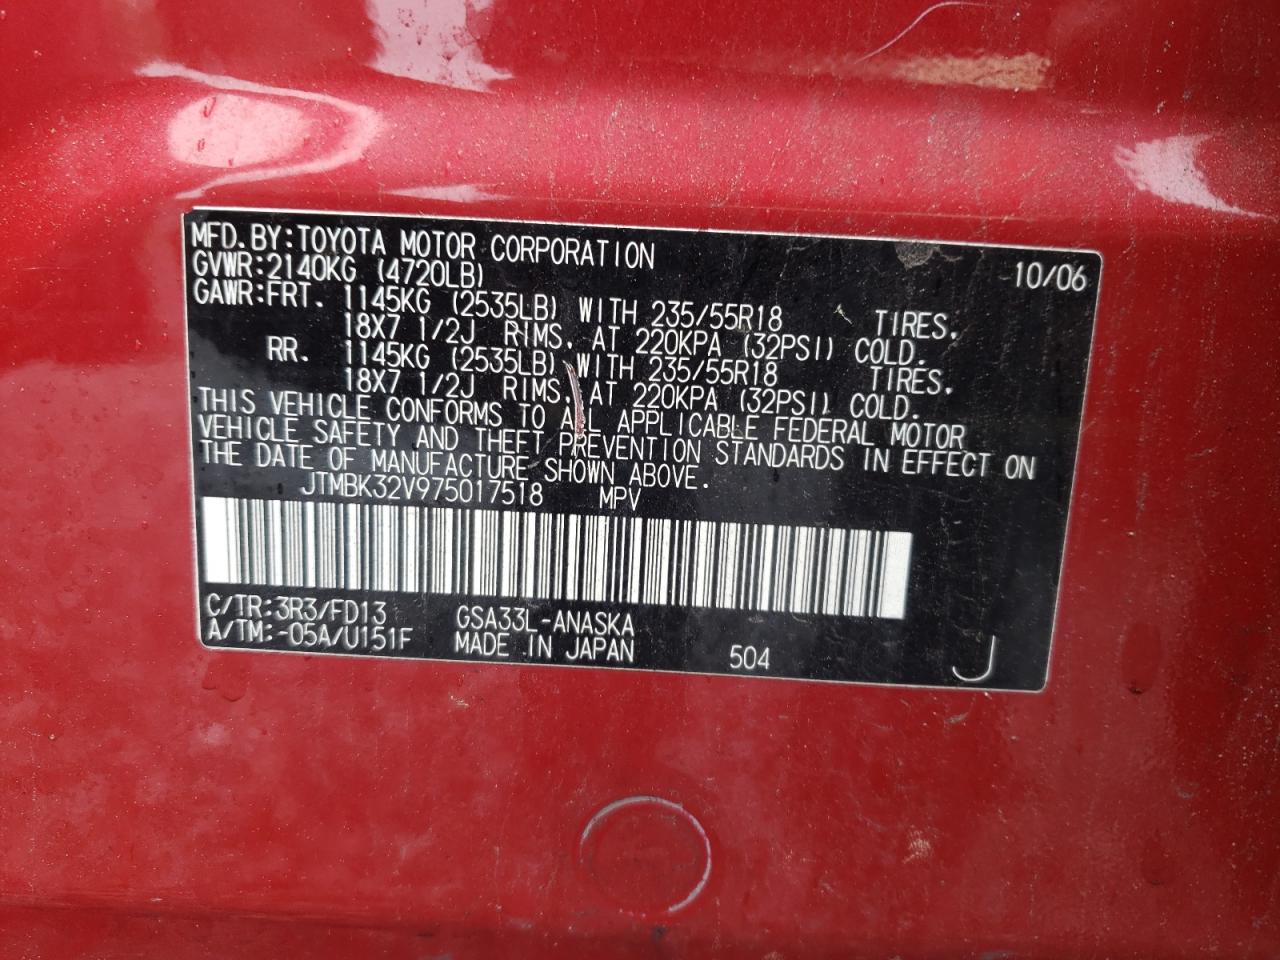 MFD. BY: TOYOTA MOTOR CORPORATION 10/06
GVWR: 2140KG (4720LB)
GAWR: FRT. 1145KG (2535LB) WITH 235/55R18 TIRES,
18X7 1/2J RIMS, AT 220KPA (32PSI) COLD.
RR. 1145KG (2535LB) WITH 235/55R18 TIRES,
18X7 1/2J RIMS, AT 220KPA (32PSI) COLD.
THIS VEHICLE CONFORMS TO ALL APPLICABLE FEDERAL MOTOR
VEHICLE SAFETY AND THEFT PREVENTION STANDARDS IN EFFECT ON
THE DATE OF MANUFACTURE SHOWN ABOVE.
JTMBK32V975017518 MPV
C/TR: 3R3/FD13 GSA33L-ANASKA
A/TM: -05A/U151F MADE IN JAPAN 504 J